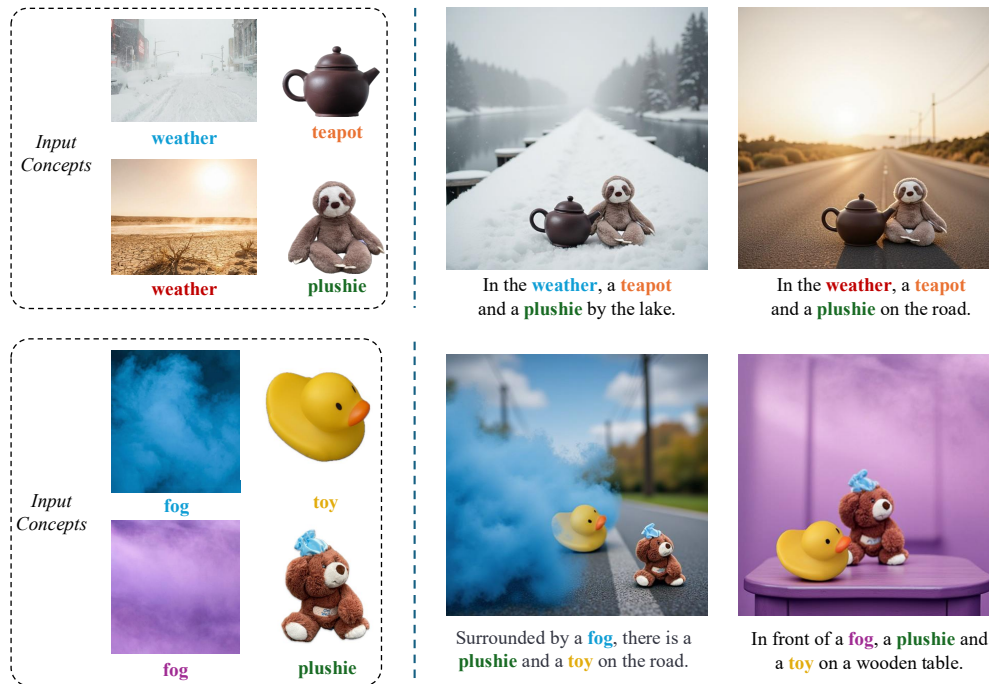 Input
Concepts
weather
teapot
weather
plushie
In the weather, a teapot
and a plushie by the lake.
In the weather, a teapot
and a plushie on the road.
Input
Concepts
fog
toy
fog
plushie
Surrounded by a fog, there is a
plushie and a toy on the road.
In front of a fog, a plushie and
a toy on a wooden table.